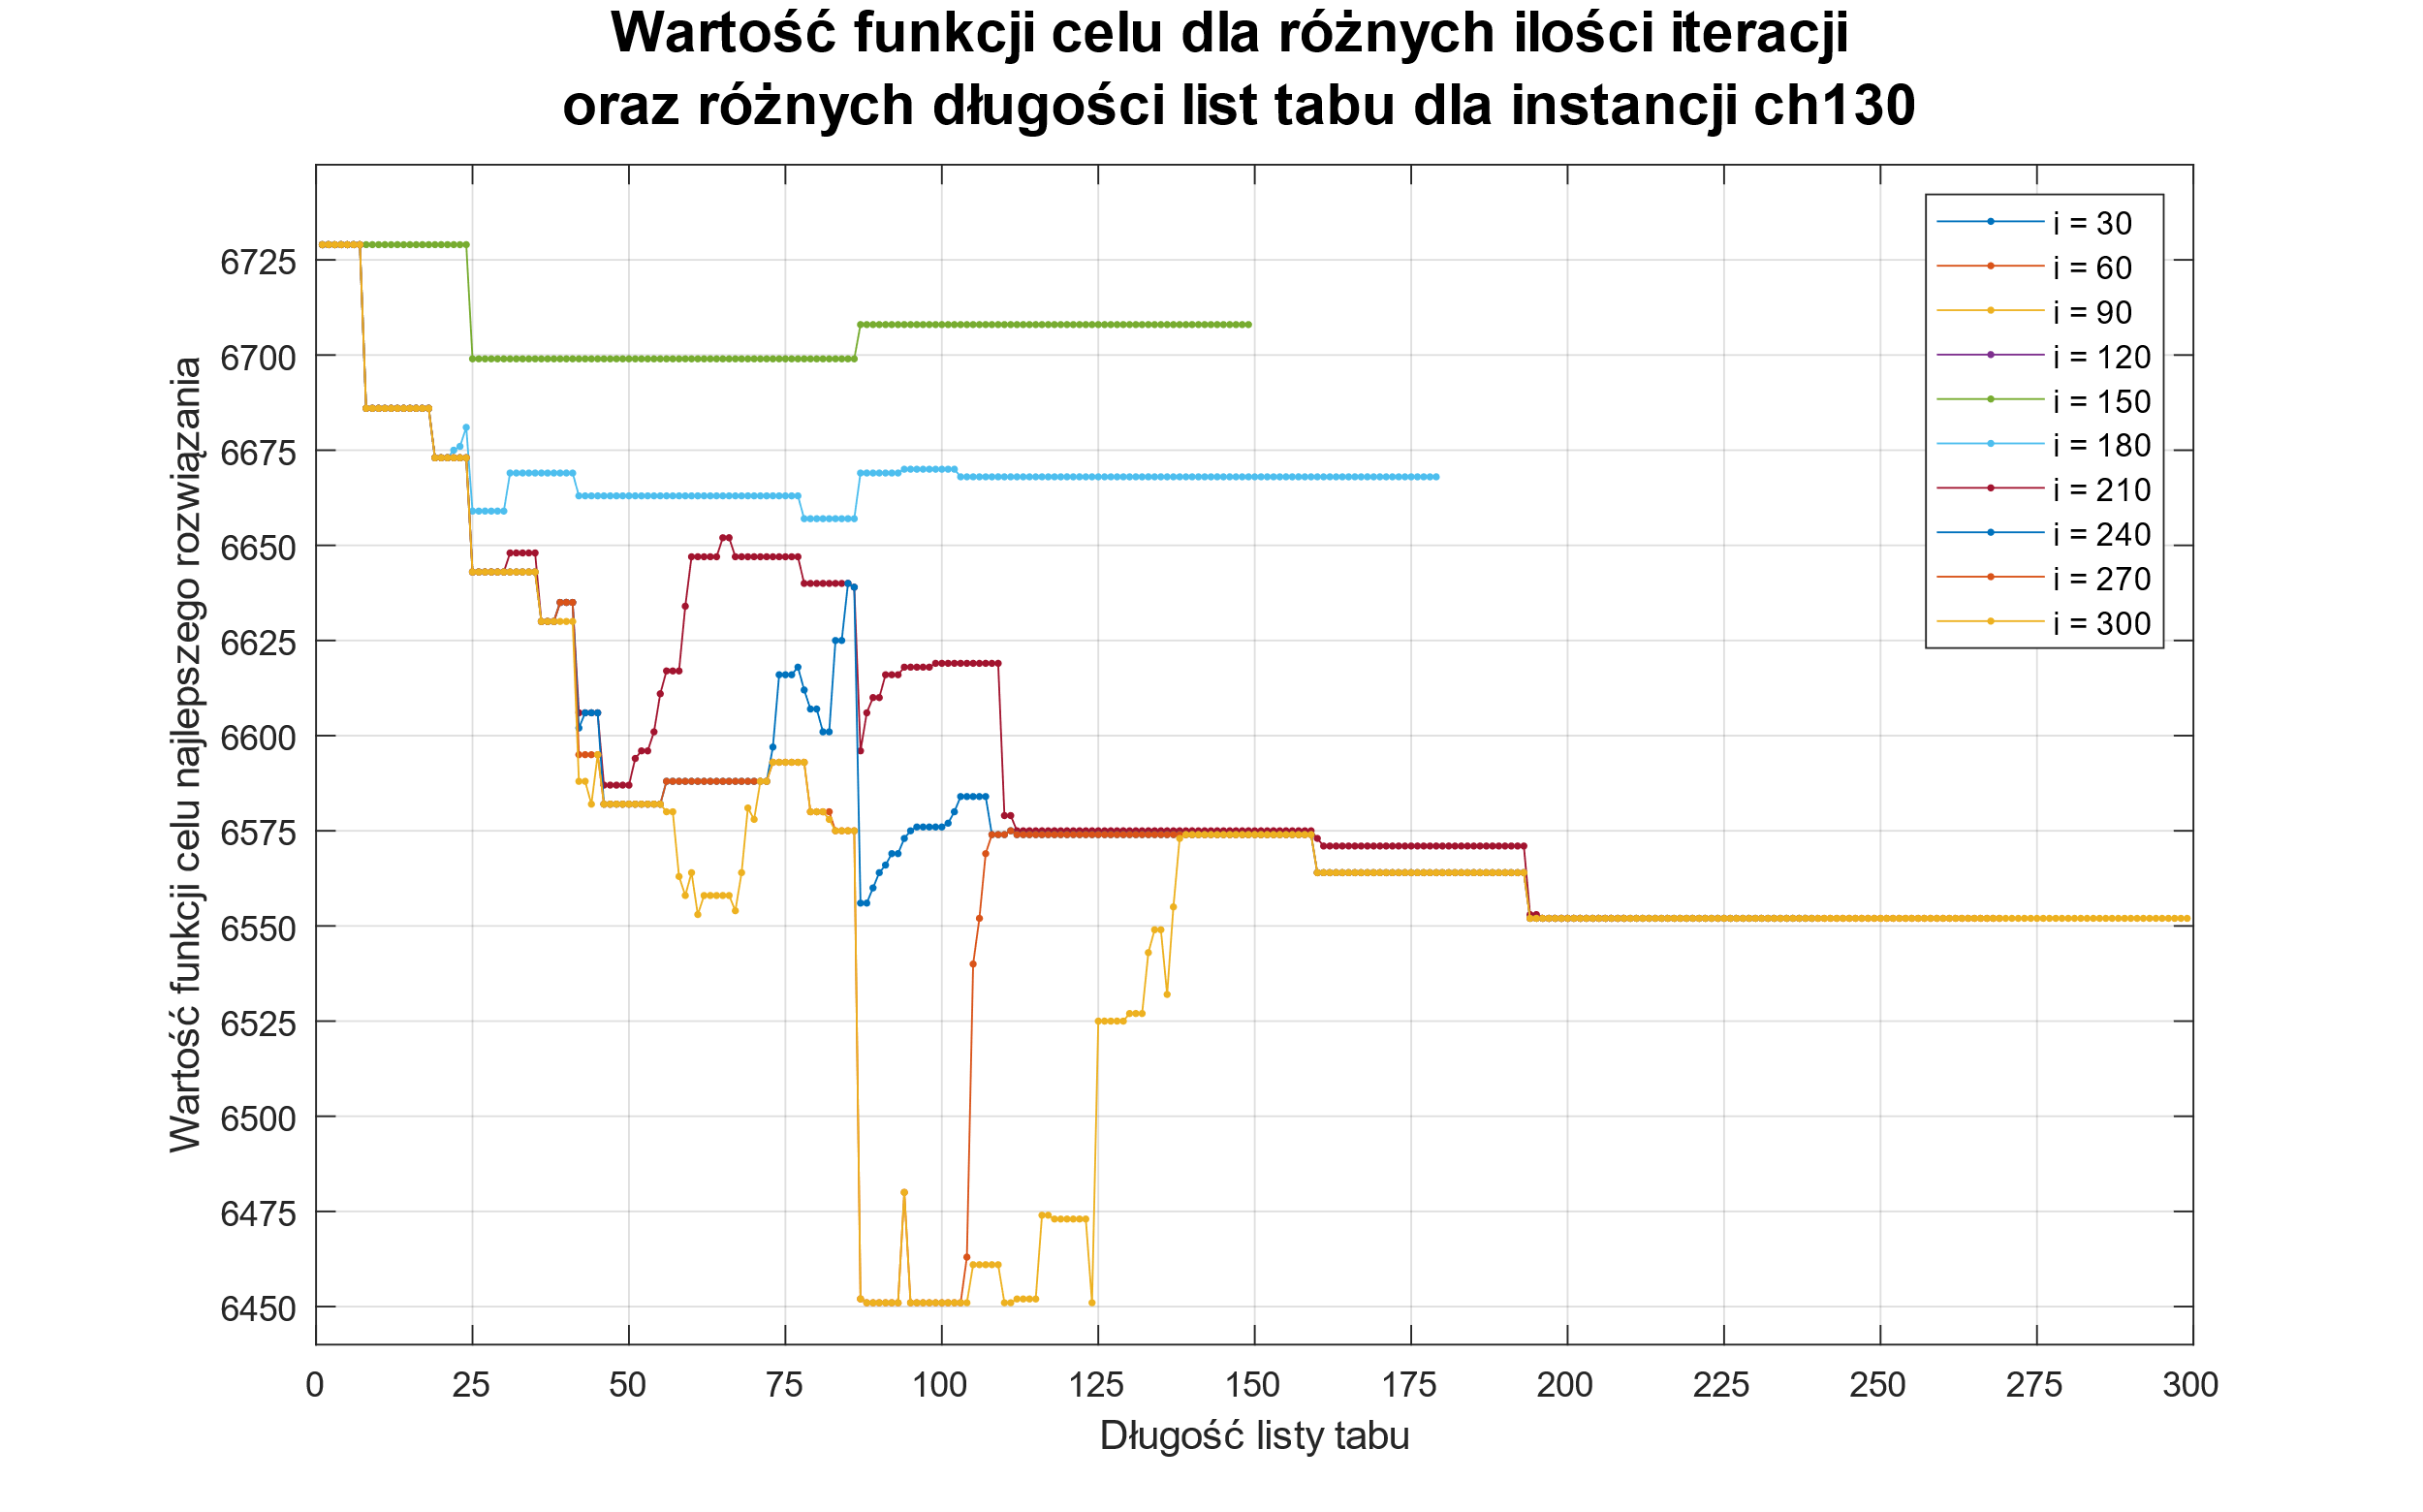 Wartość funkcji celu dla różnych ilości iteracji
oraz różnych długości list tabu dla instancji ch130
Wartość funkcji celu najlepszego rozwiązania
6725
6700
6675
6650
6625
6600
6575
6550
6525
6500
6475
6450
i = 30
i = 60
i = 90
i = 120
i = 150
i = 180
i = 210
i = 240
i = 270
i = 300
0 25 50 75 100 125 150 175 200 225 250 275 300
Długość listy tabu